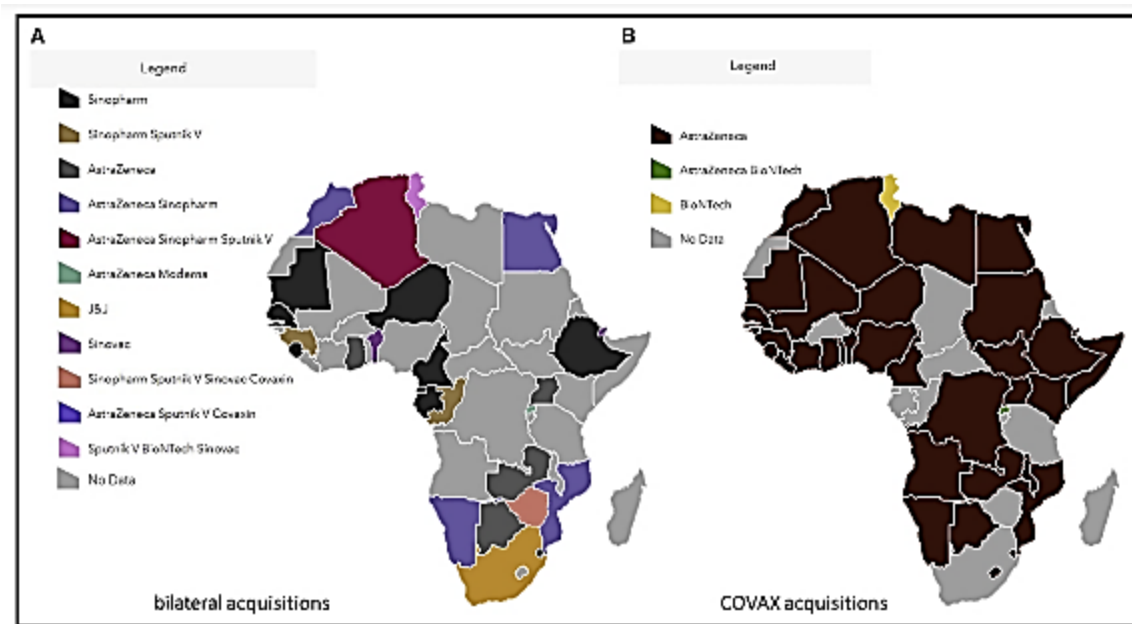 A
Legend
Sinopharm
Sinopharm Sputnik V
AstraZeneca
AstraZeneca Sinopharm
AstraZeneca Sinopharm Sputnik V
AstraZeneca Moderna
J&J
Sinovac
Sinopharm Sputnik V Sinovac Covaxin
AstraZeneca Sputnik V Covaxin
Sputnik V BioNTech Sinovac
No Data
bilateral acquisitions
B
Legend
AstraZeneca
AstraZeneca BioNTech
BioNTech
No Data
COVAX acquisitions